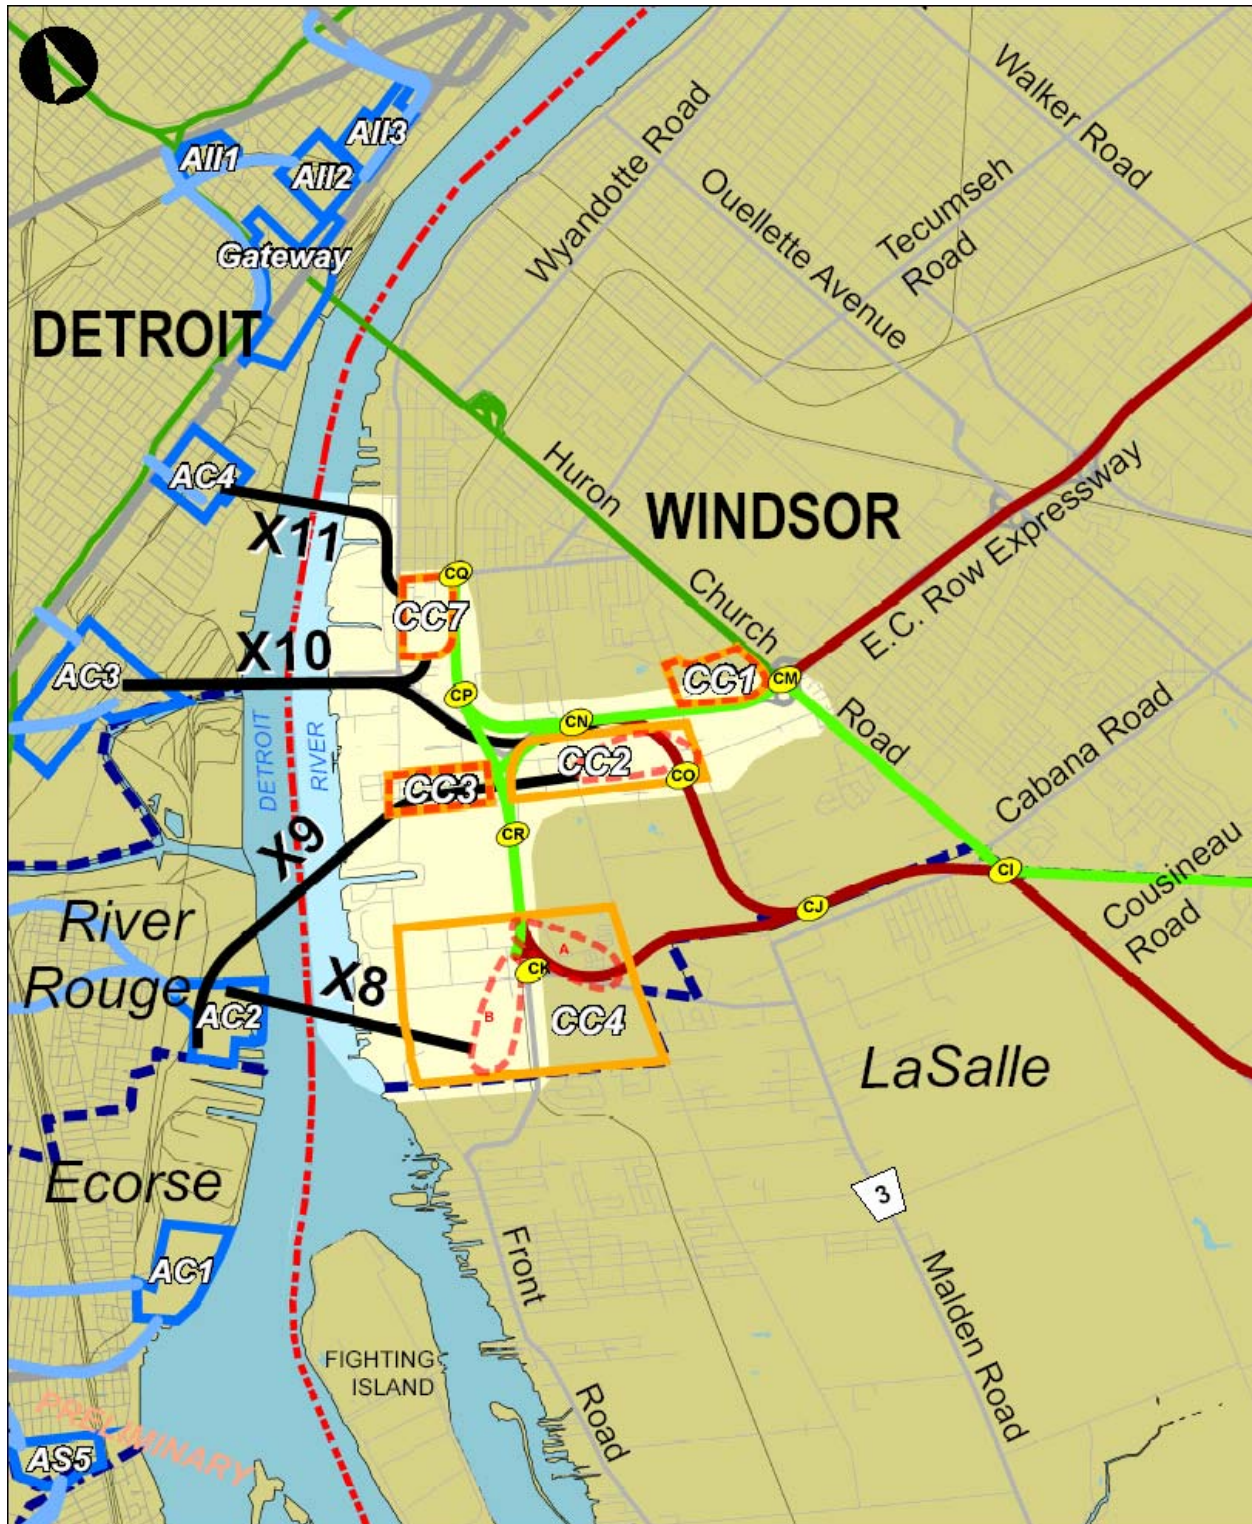 Walker Road
AII3
AII1
AII2
Wyandotte Road
Ouellette Avenue
Tecumseh
Road
Gateway
DETROIT
Huron
AC4
WINDSOR
E.C. Row Expressway
X11
CQ
CC7
Church
X10
AC3
CC1
CM
CP
CN
Road
DETROIT
RIVER
CC2
CO
CC3
Cabana Road
CR
X9
CI
Cousineau
Road
CJ
River
Rouge
A
CK
X8
B
AC2
CC4
LaSalle
Ecorse
3
AC1
Front
Malden Road
FIGHTING
ISLAND
Road
PRELIMINARY
AS5